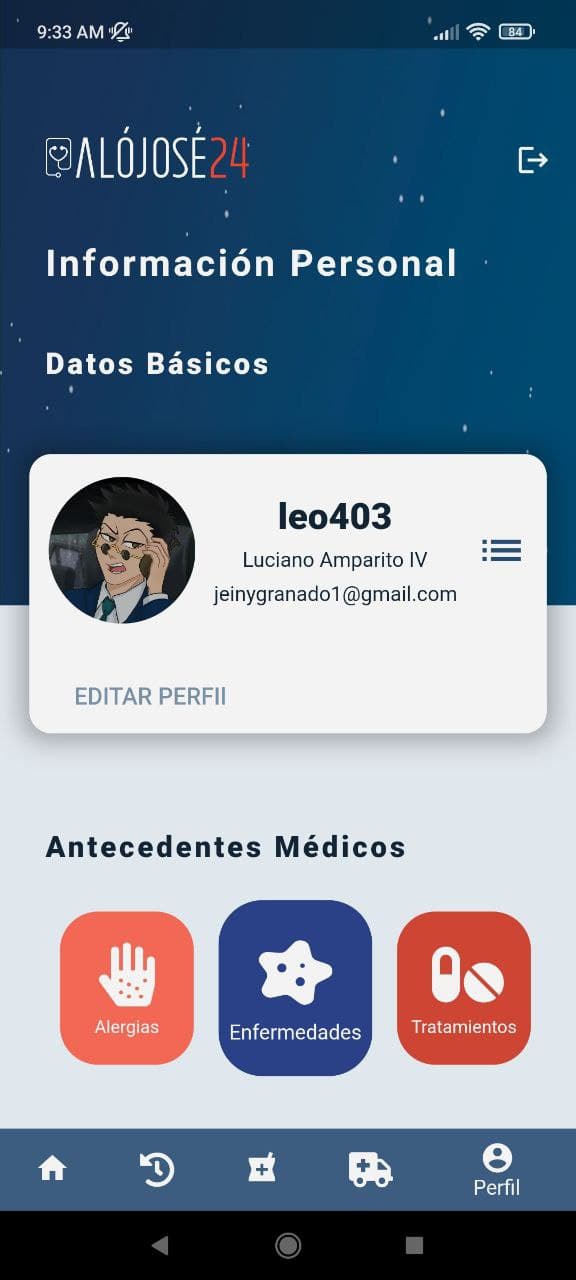 9:33 AM
84
ALÓJOSÉ24
Información Personal
Datos Básicos
leo403
Luciano Amparito IV
jeinygranado1@gmail.com
EDITAR PERFIl
Antecedentes Médicos
Alergias
Enfermedades
Tratamientos
Perfil